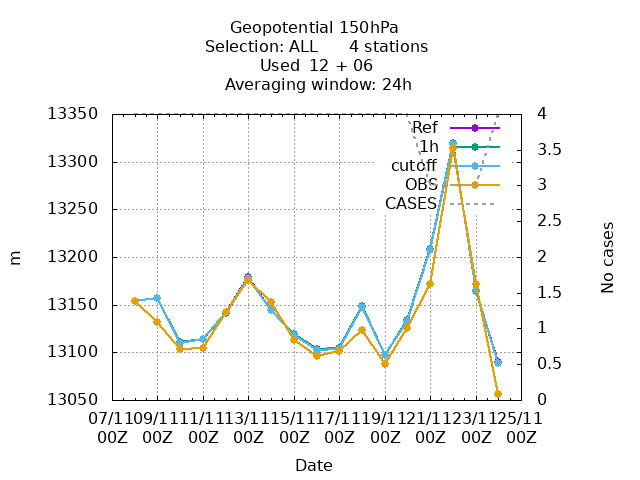 Geopotential 150hPa
Selection: ALL 4 stations
Used 12 + 06
Averaging window: 24h
13350
13300
13250
13200
13150
13100
13050
m
4
3.5
3
2.5
2
1.5
1
0.5
0
No cases
Ref
1h
cutoff
OBS
CASES
07/11 09/11 11/11 13/11 15/11 17/11 19/11 21/11 23/11 25/11
00Z 00Z 00Z 00Z 00Z 00Z 00Z 00Z 00Z 00Z
Date